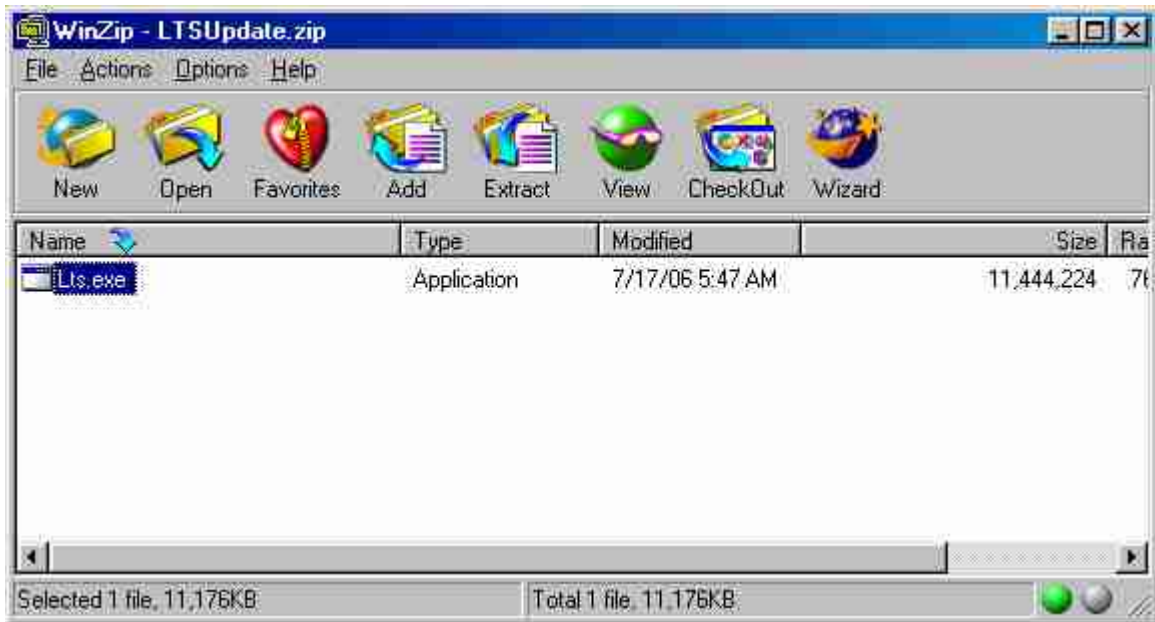 WinZip - LTSUpdate.zip
File Actions Options Help
New Open Favorites Add Extract View CheckOut Wizard
Name Type Modified Size Ra
Lts.exe Application 7/17/06 5:47 AM 11,444,224 76
Selected 1 file, 11,176KB Total 1 file, 11,176KB